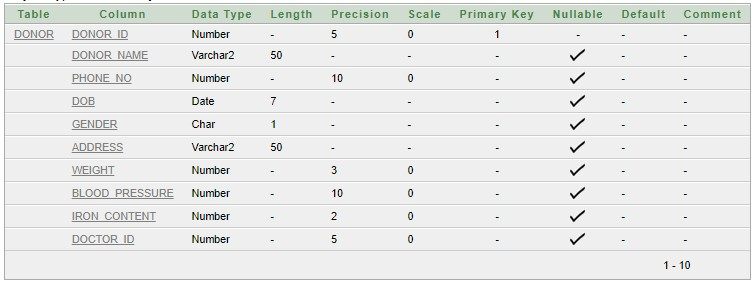 Table Column Data Type Length Precision Scale Primary Key Nullable Default Comment
DONOR DONOR_ID Number - 5 0 1 - - -
DONOR_NAME Varchar2 50 - - - ✓ - -
PHONE_NO Number - 10 0 - ✓ - -
DOB Date 7 - - - ✓ - -
GENDER Char 1 - - - ✓ - -
ADDRESS Varchar2 50 - - - ✓ - -
WEIGHT Number - 3 0 - ✓ - -
BLOOD_PRESSURE Number - 10 0 - ✓ - -
IRON_CONTENT Number - 2 0 - ✓ - -
DOCTOR_ID Number - 5 0 - ✓ - -
1 - 10